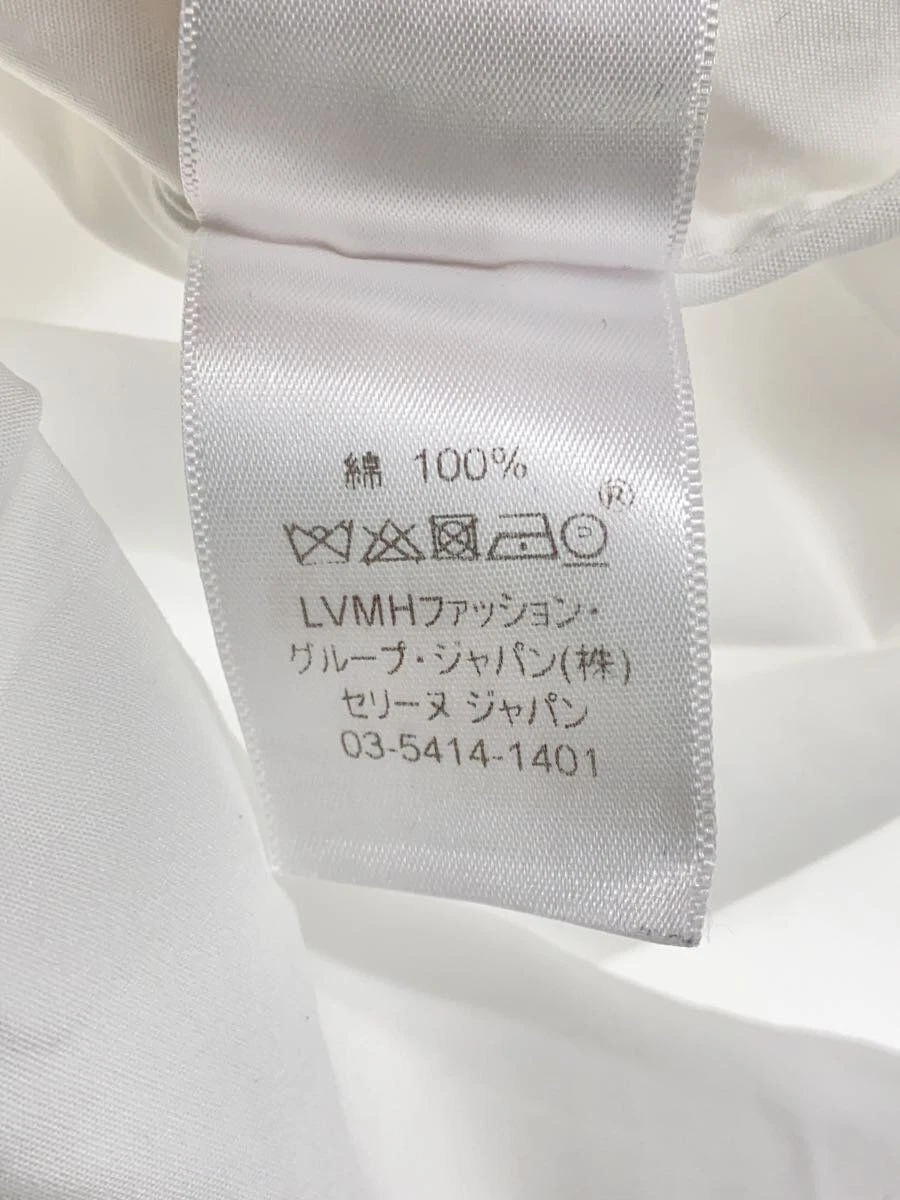 綿 100%
®
P
LVMHファッション・
グループ・ジャパン(株)
セリーヌ ジャパン
03-5414-1401